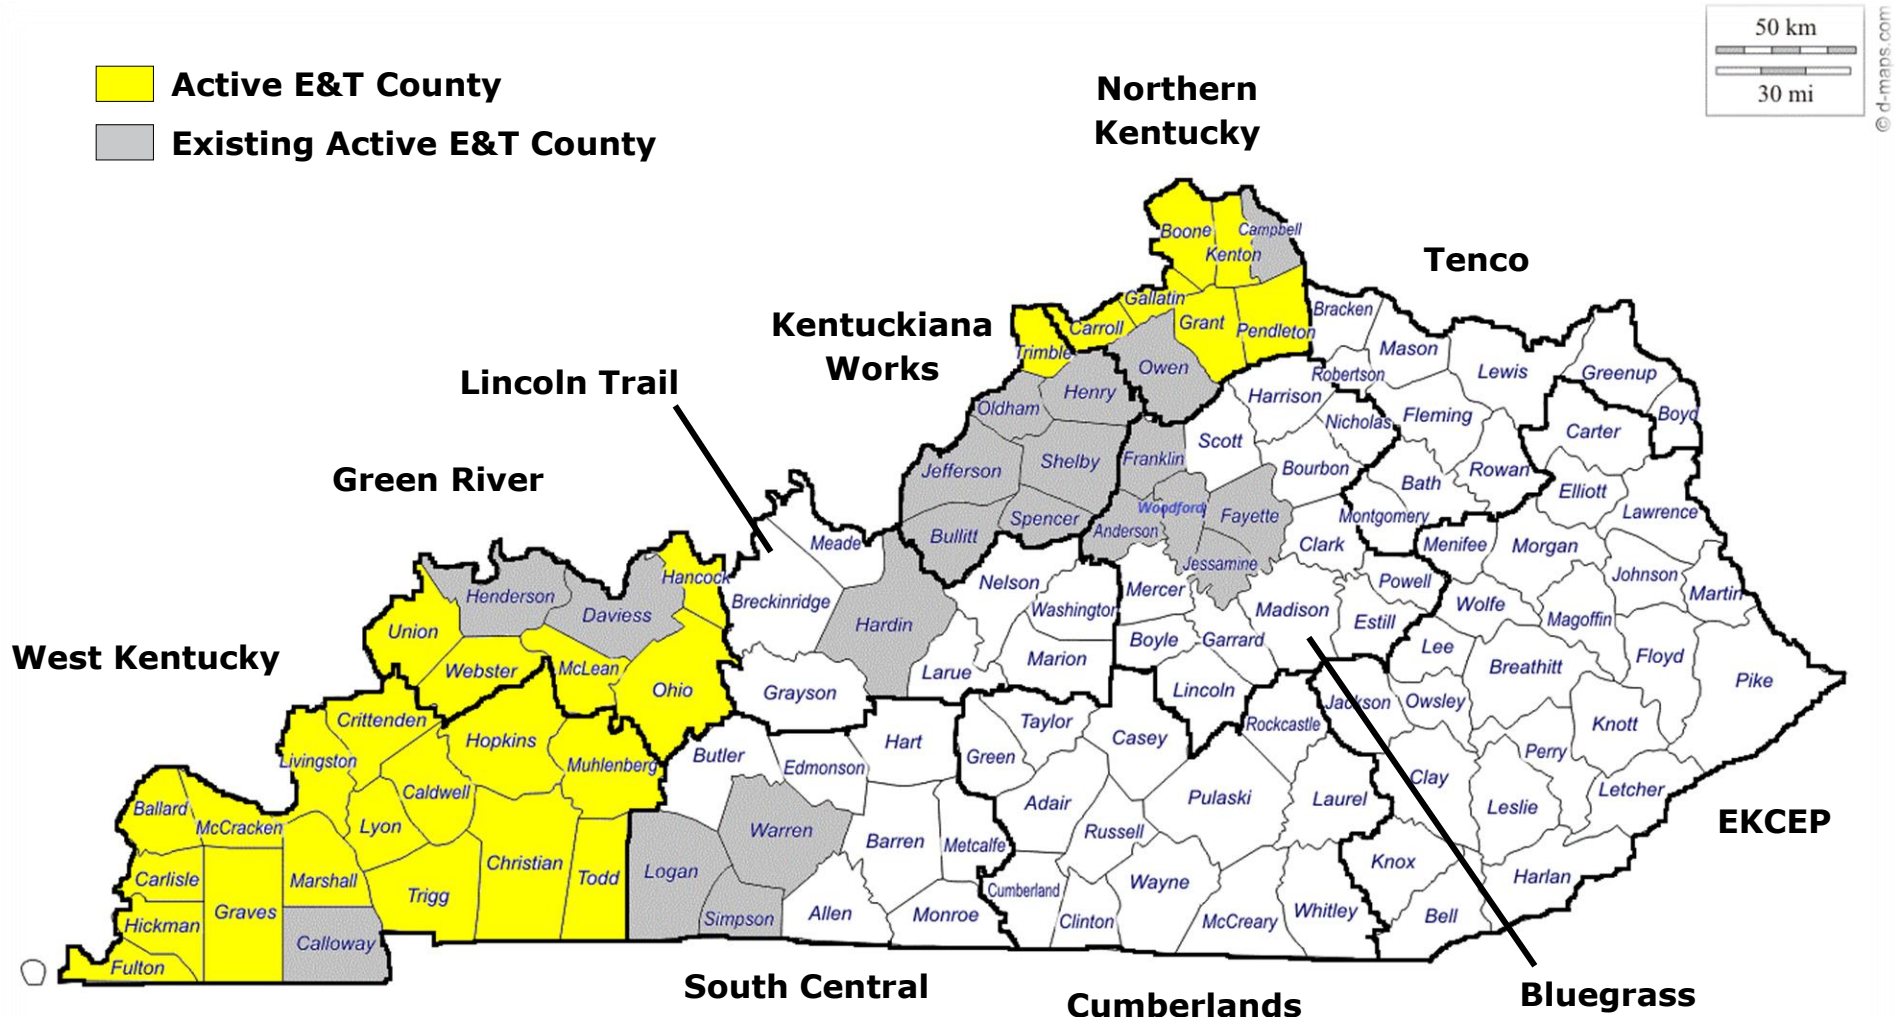 50 km
30 mi
© d-maps.com
Active E&T County
Existing Active E&T County
Northern
Kentucky
Tenco
Kentuckiana
Works
Lincoln Trail
Green River
West Kentucky
EKCEP
South Central
Cumberlands
Bluegrass
Boone
Campbell
Kenton
Gallatin
Carroll
Grant
Pendleton
Bracken
Trimble
Owen
Mason
Robertson
Lewis
Greenup
Henry
Oldham
Harrison
Nicholas
Fleming
Boyd
Carter
Scott
Jefferson
Shelby
Franklin
Bourbon
Bath
Rowan
Elliott
Woodford
Fayette
Montgomery
Lawrence
Spencer
Anderson
Bullitt
Meade
Clark
Menifee
Morgan
Jessamine
Hancock
Nelson
Mercer
Powell
Johnson
Martin
Henderson
Daviess
Breckinridge
Washington
Madison
Estill
Wolfe
Magoffin
Hardin
Union
Boyle
Garrard
Lee
Floyd
Webster
McLean
Larue
Marion
Breathitt
Pike
Ohio
Grayson
Lincoln
Jackson
Owsley
Crittenden
Hopkins
Taylor
Rockcastle
Knott
Livingston
Muhlenberg
Butler
Edmonson
Hart
Green
Casey
Perry
Caldwell
Clay
Letcher
Ballard
McCracken
Lyon
Adair
Pulaski
Laurel
Leslie
Warren
Barren
Metcalfe
Russell
Carlisle
Marshall
Christian
Todd
Logan
Knox
Harlan
Trigg
Cumberland
Wayne
Hickman
Graves
Simpson
Allen
Monroe
Clinton
McCreary
Whitley
Bell
Calloway
Fulton